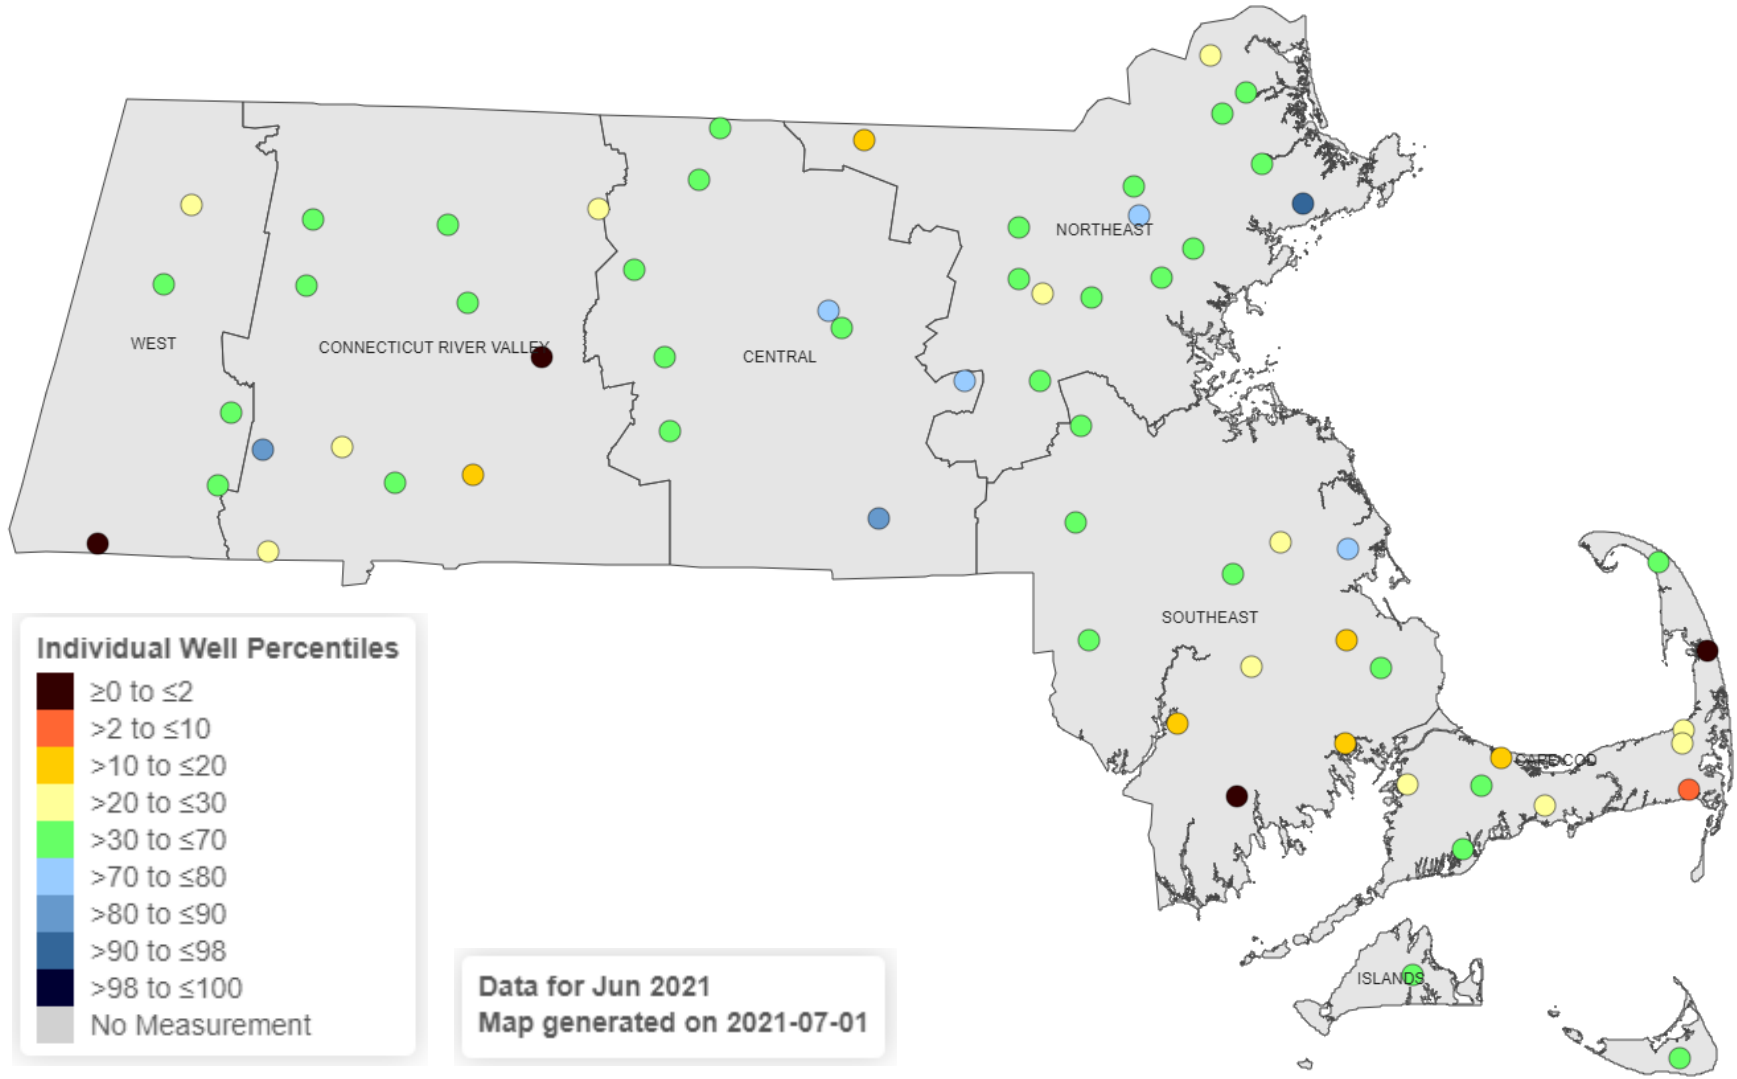 NORTHEAST
WEST
CONNECTICUT RIVER VALLEY
CENTRAL
SOUTHEAST
CAPE COD
ISLANDS
Individual Well Percentiles
≥0 to ≤2
>2 to ≤10
>10 to ≤20
>20 to ≤30
>30 to ≤70
>70 to ≤80
>80 to ≤90
>90 to ≤98
>98 to ≤100
No Measurement
Data for Jun 2021
Map generated on 2021-07-01